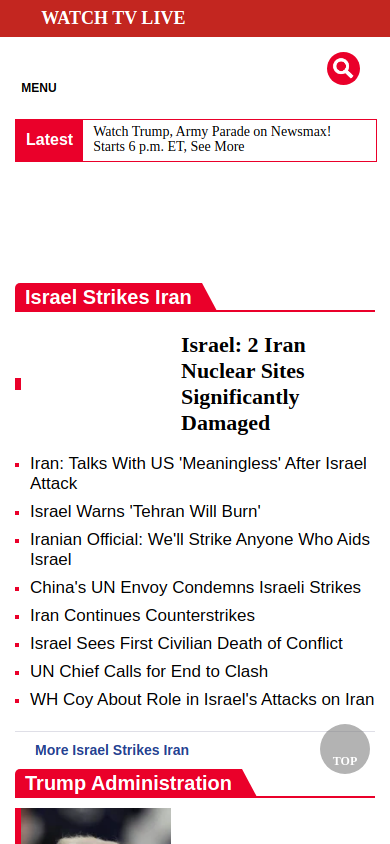 WATCH TV LIVE
MENU
Latest
Watch Trump, Army Parade on Newsmax!
Starts 6 p.m. ET, See More
Israel Strikes Iran
Israel: 2 Iran
Nuclear Sites
Significantly
Damaged
Iran: Talks With US 'Meaningless' After Israel
Attack
Israel Warns 'Tehran Will Burn'
Iranian Official: We'll Strike Anyone Who Aids
Israel
China's UN Envoy Condemns Israeli Strikes
Iran Continues Counterstrikes
Israel Sees First Civilian Death of Conflict
UN Chief Calls for End to Clash
WH Coy About Role in Israel's Attacks on Iran
More Israel Strikes Iran
TOP
Trump Administration